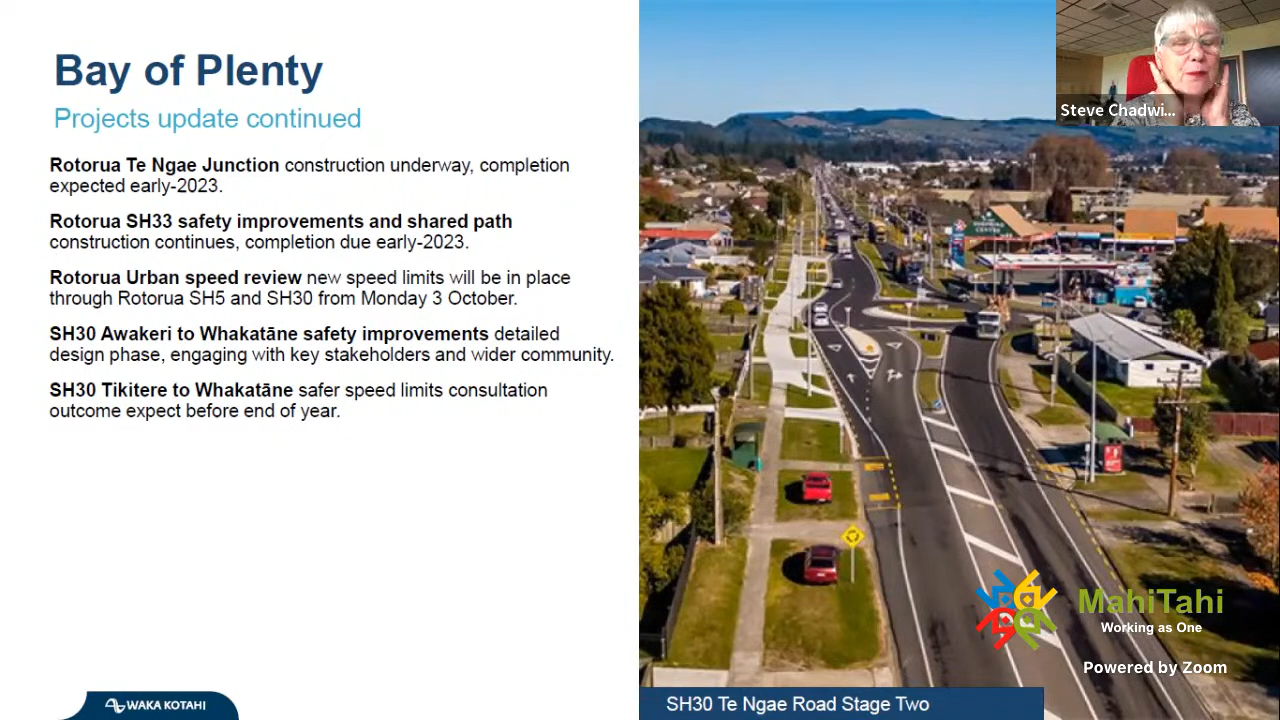 Bay of Plenty
Projects update continued
Rotorua Te Ngae Junction construction underway, completion
expected early-2023.
Rotorua SH33 safety improvements and shared path
construction continues, completion due early-2023.
Rotorua Urban speed review new speed limits will be in place
through Rotorua SH5 and SH30 from Monday 3 October.
SH30 Awakeri to Whakatāne safety improvements detailed
design phase, engaging with key stakeholders and wider community.
SH30 Tikitere to Whakatāne safer speed limits consultation
outcome expect before end of year.
WAKA KOTAHI
Steve Chadwi...
MahiTahi
Working as One
Powered by Zoom
SH30 Te Ngae Road Stage Two